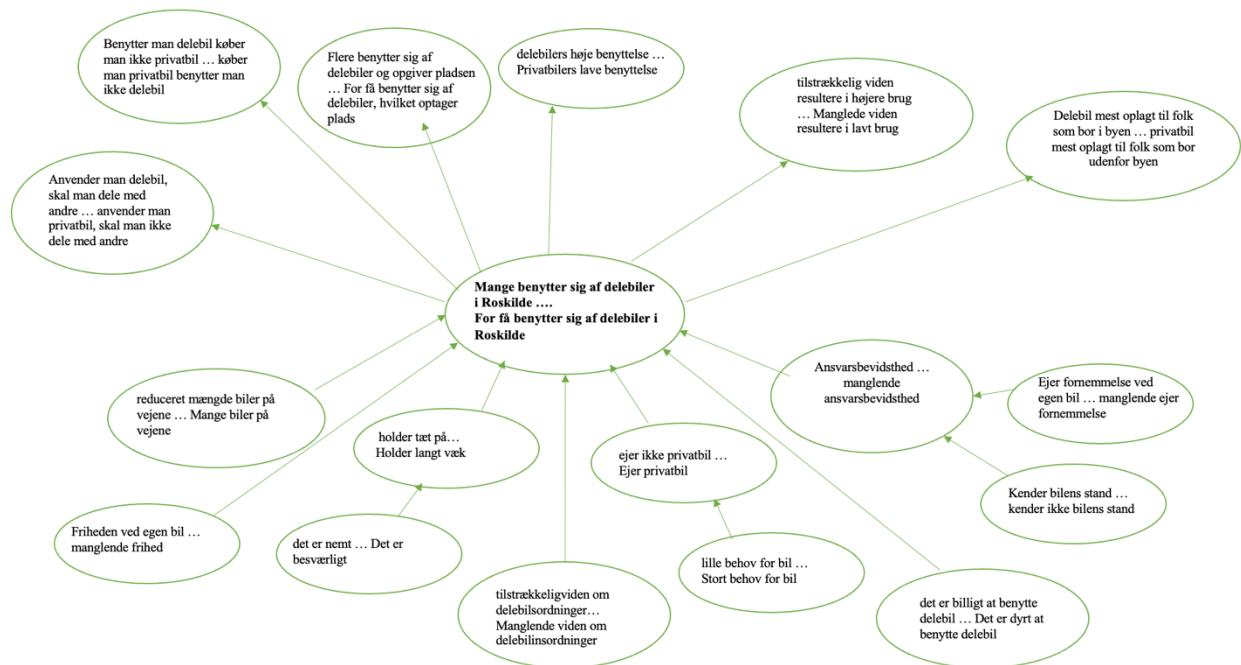 Benytter man delebil køber
man ikke privatbil … køber
man privatbil benytter man
ikke delebil
Flere benytter sig af
delebiler og opgiver pladsen
… For få benytter sig af
delebiler, hvilket optager
plads
delebilers høje benyttelse …
Privatbilers lave benyttelse
tilstrækkelig viden
resultere i højere brug
… Manglede viden
resultere i lavt brug
Delebil mest oplagt til folk
som bor i byen … privatbil
mest oplagt til folk som bor
udenfor byen
Anvender man delebil,
skal man dele med
andre … anvender man
privatbil, skal man ikke
dele med andre
Mange benytter sig af delebiler
i Roskilde ….
For få benytter sig af delebiler i
Roskilde
reduceret mængde biler på
vejene … Mange biler på
vejene
holder tæt på…
Holder langt væk
ejer ikke privatbil …
Ejer privatbil
Ansvarsbevidsthed …
manglende
ansvarsbevidsthed
Ejer fornemmelse ved
egen bil … manglende ejer
fornemmelse
Kender bilens stand …
kender ikke bilens stand
Friheden ved egen bil …
manglende frihed
det er nemt … Det er
besværligt
tilstrækkeligviden om
delebilsordninger…
Manglende viden om
delebilinsordninger
lille behov for bil …
Stort behov for bil
det er billigt at benytte
delebil … Det er dyrt at
benytte delebil